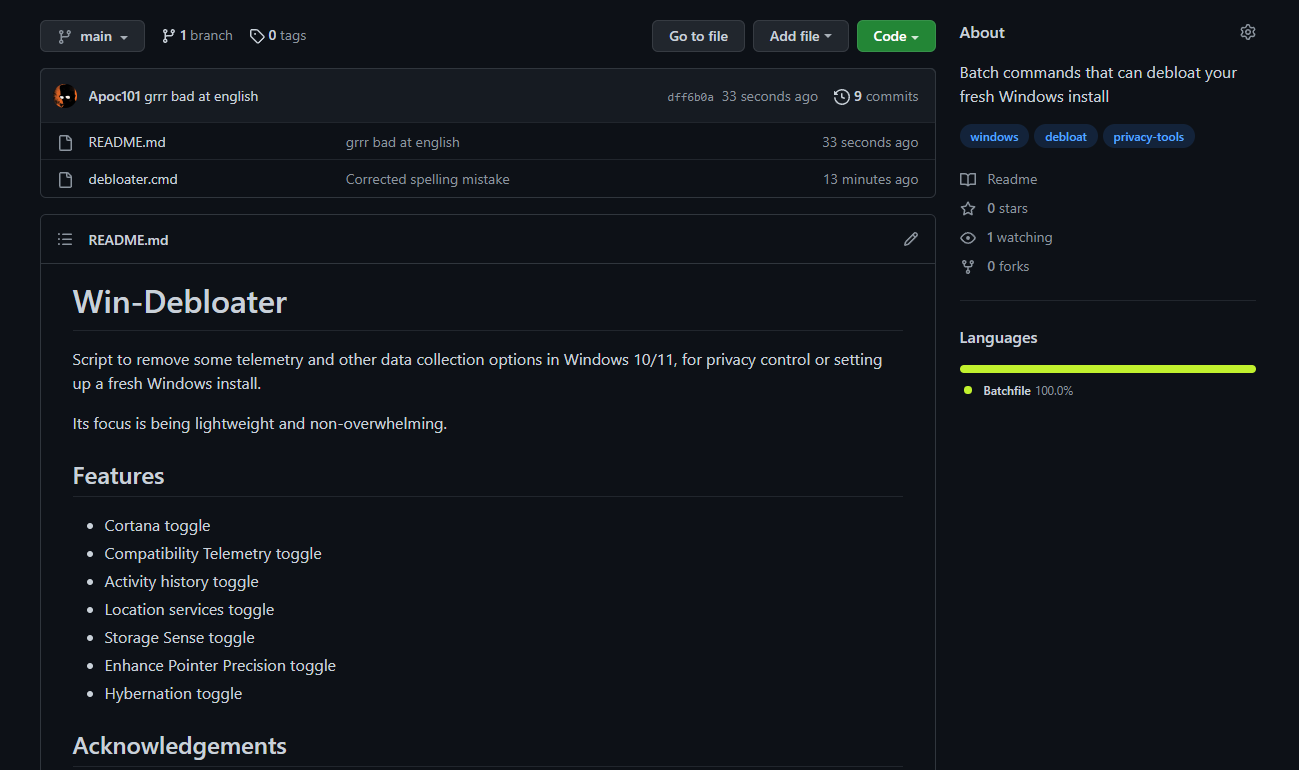 main
1 branch
0 tags
Go to file
Add file
Code
Apoc101 grrr bad at english
dff6b0a 33 seconds ago
9 commits
README.md
grrr bad at english
33 seconds ago
debloater.cmd
Corrected spelling mistake
13 minutes ago
README.md
Win-Debloater
Script to remove some telemetry and other data collection options in Windows 10/11, for privacy control or setting
up a fresh Windows install.
Its focus is being lightweight and non-overwhelming.
Features
Cortana toggle
Compatibility Telemetry toggle
Activity history toggle
Location services toggle
Storage Sense toggle
Enhance Pointer Precision toggle
Hybernation toggle
Acknowledgements
About
Batch commands that can debloat your
fresh Windows install
windows
debloat
privacy-tools
Readme
0 stars
1 watching
0 forks
Languages
Batchfile 100.0%